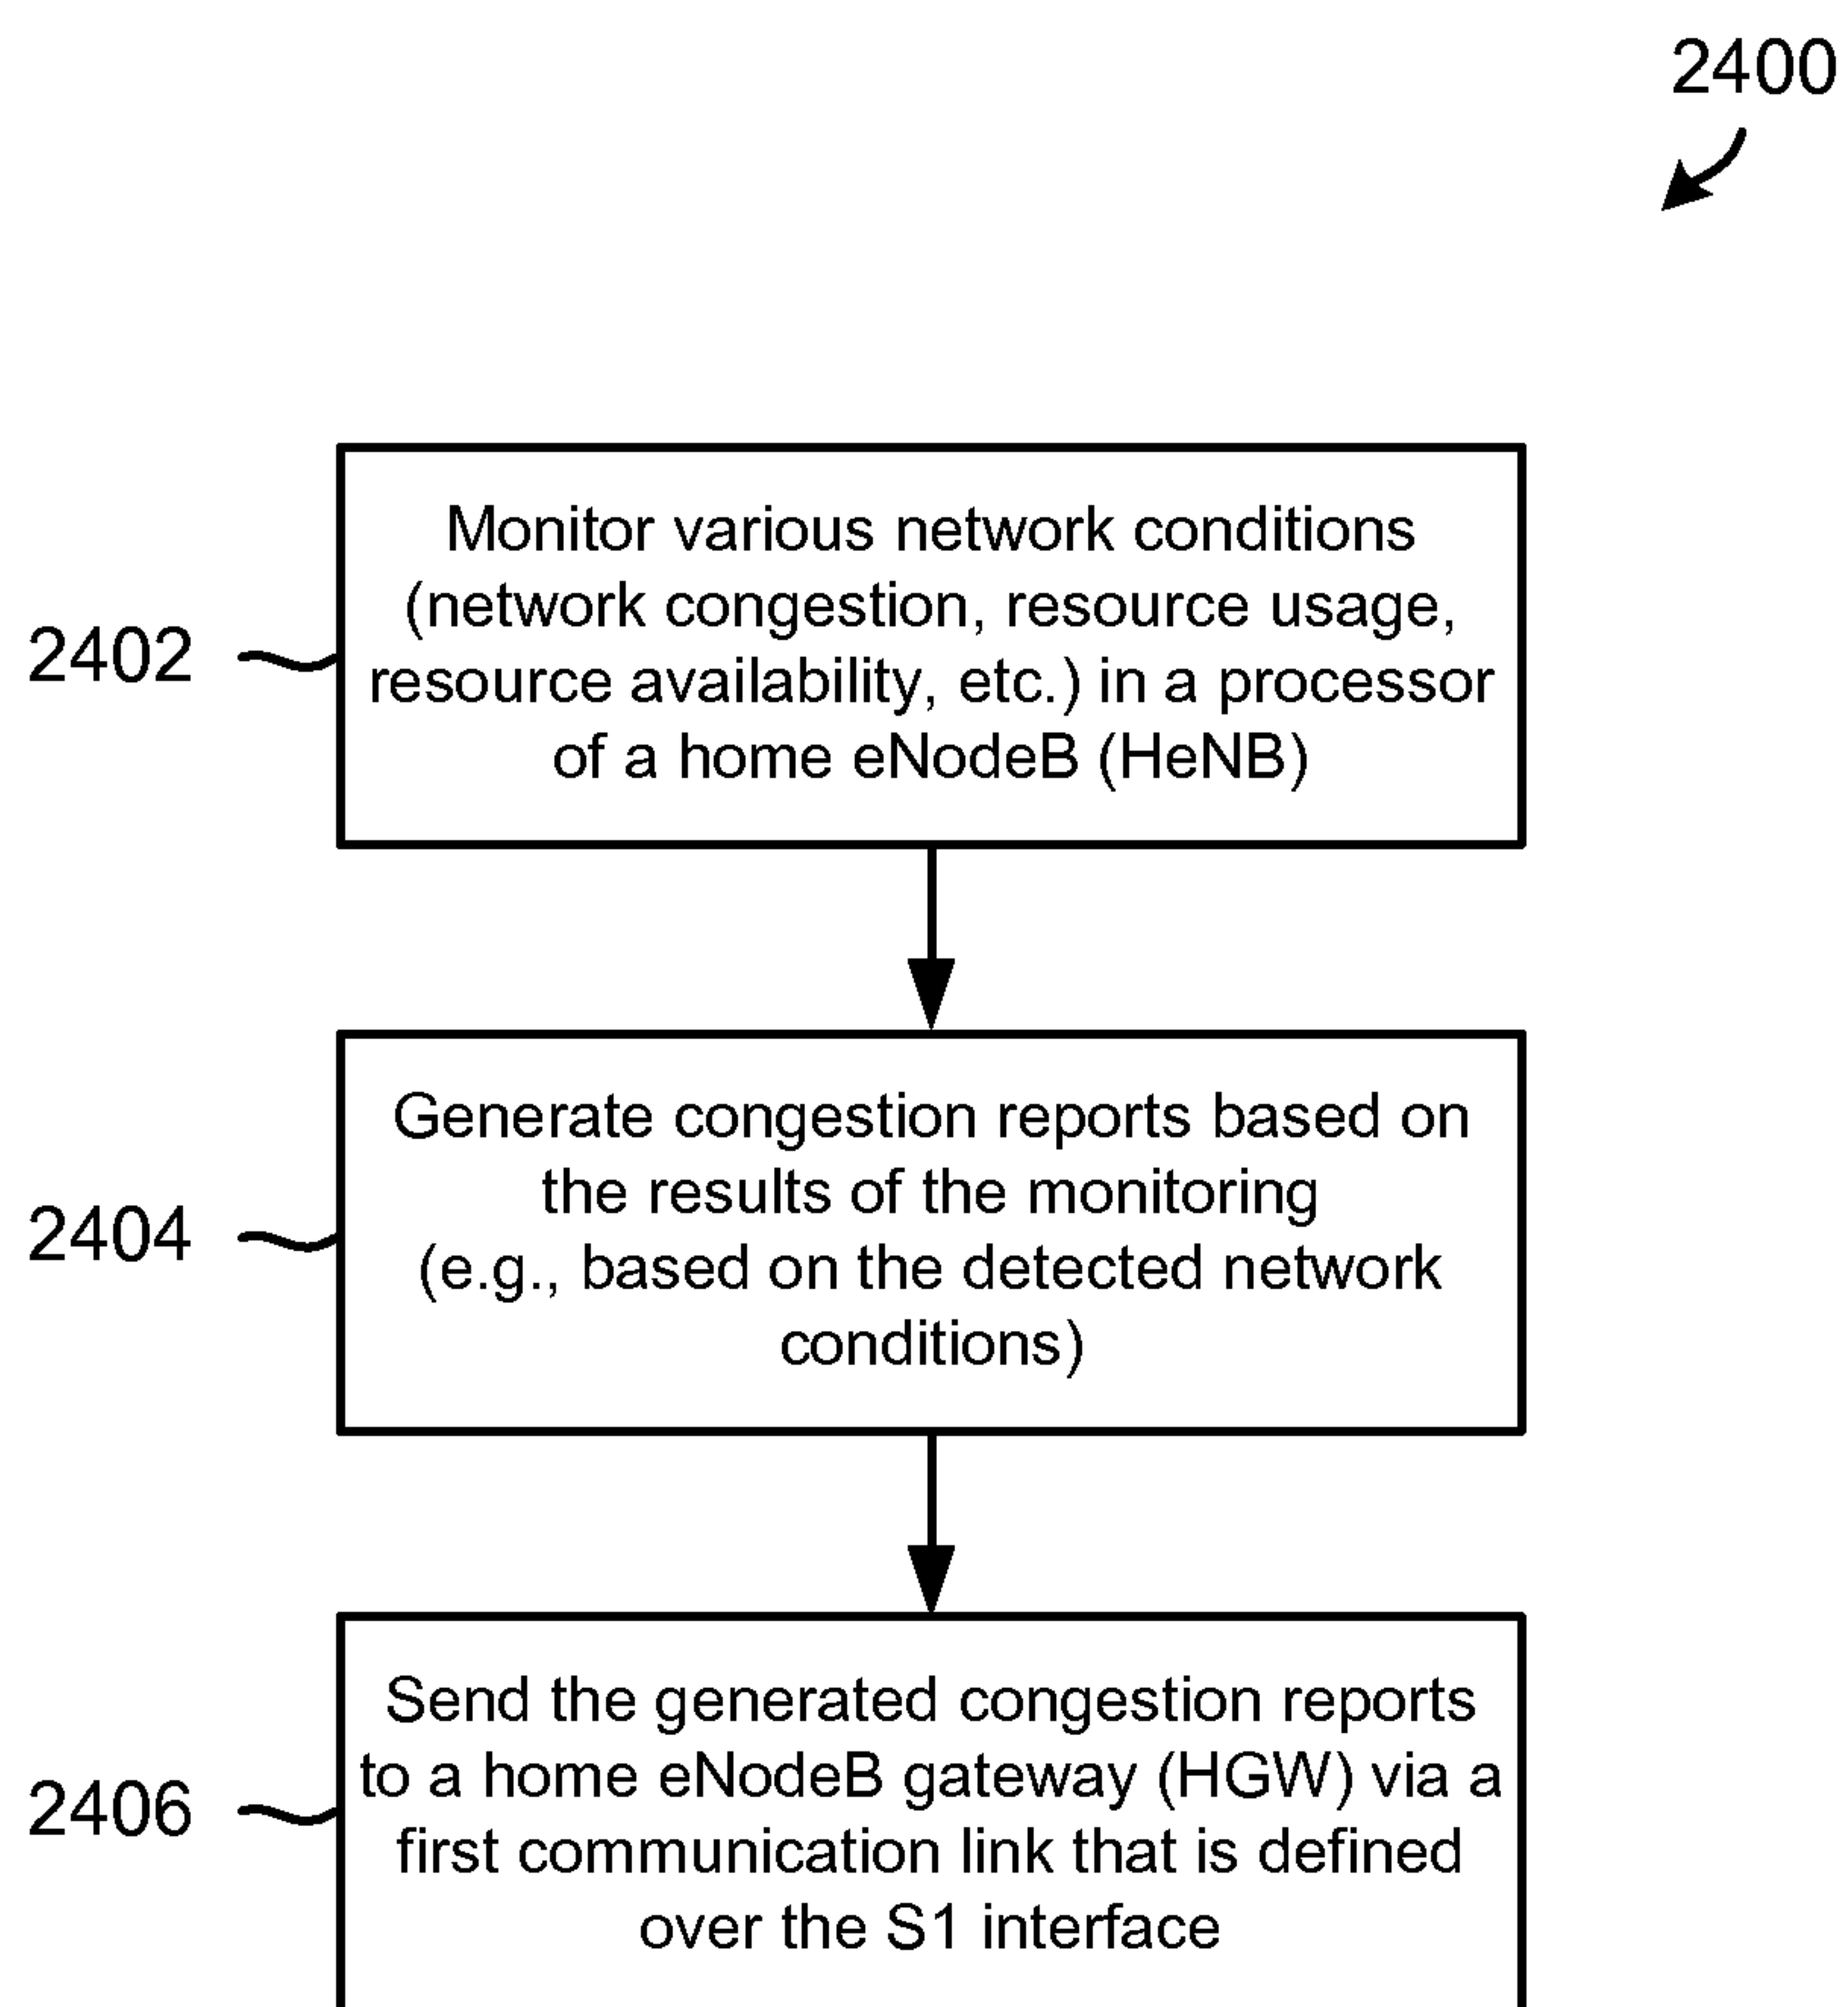 2400
2402
Monitor various network conditions
(network congestion, resource usage,
resource availability, etc.) in a processor
of a home eNodeB (HeNB)
2404
Generate congestion reports based on
the results of the monitoring
(e.g., based on the detected network
conditions)
2406
Send the generated congestion reports
to a home eNodeB gateway (HGW) via a
first communication link that is defined
over the S1 interface